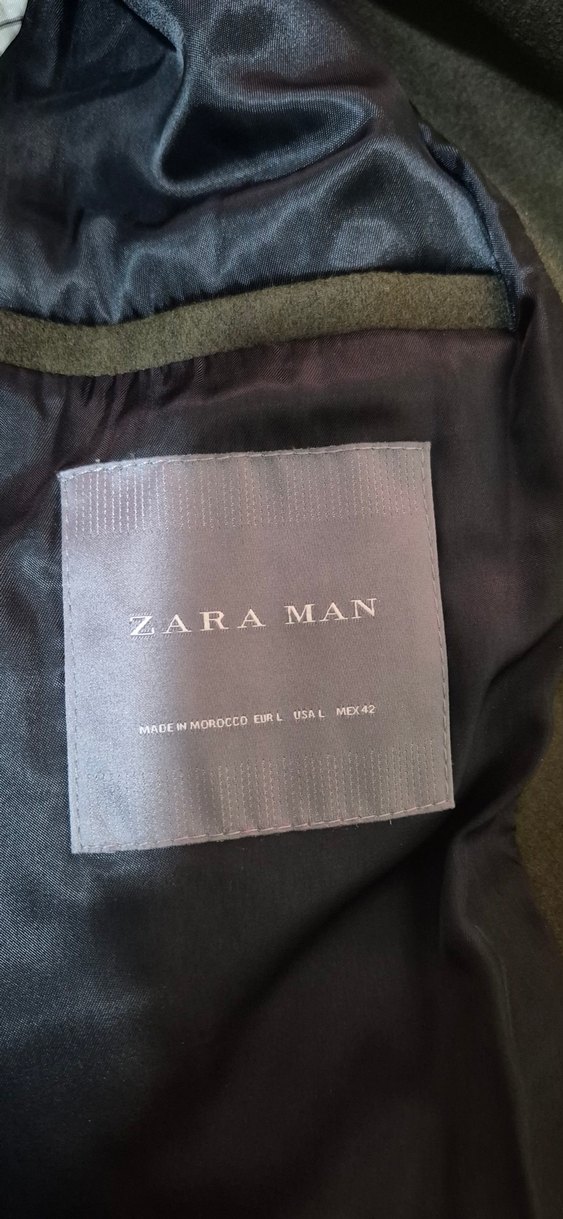 ZARA MAN
MADE IN MOROCCO EUR L USA L MEX 42